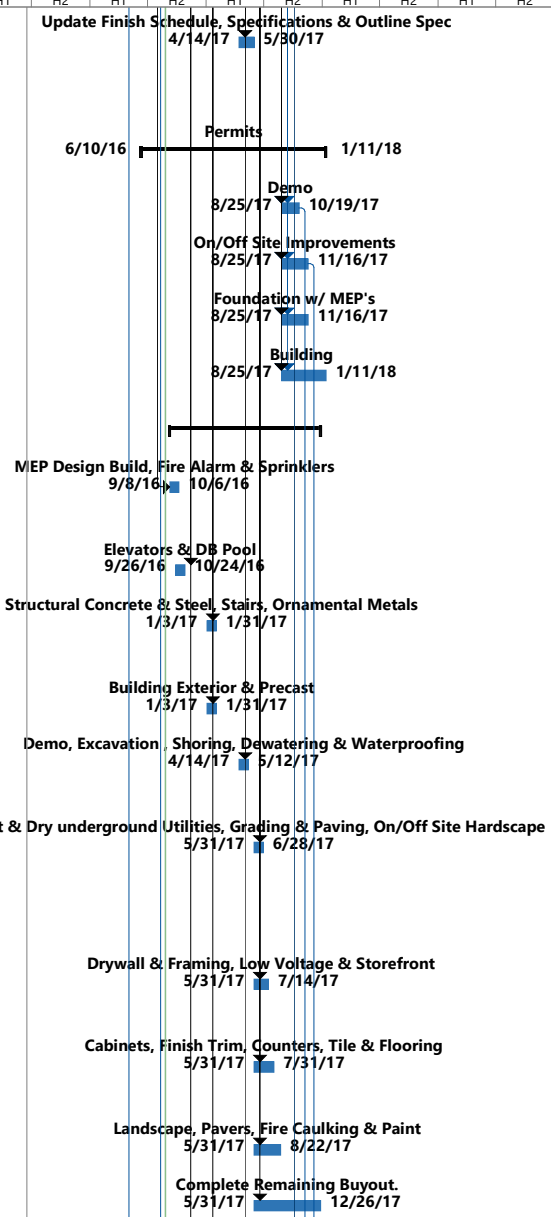 H1 H2 H1 H2 H1 H2 H1 H2 H1 H2
Update Finish Schedule, Specifications & Outline Spec
4/14/17 5/30/17
Permits
6/10/16 1/11/18
Demo
8/25/17 10/19/17
On/Off Site Improvements
8/25/17 11/16/17
Foundation w/ MEP's
8/25/17 11/16/17
Building
8/25/17 1/11/18
MEP Design Build, Fire Alarm & Sprinklers
9/8/16 10/6/16
Elevators & DB Pool
9/26/16 10/24/16
Structural Concrete & Steel, Stairs, Ornamental Metals
1/3/17 1/31/17
Building Exterior & Precast
1/3/17 1/31/17
Demo, Excavation , Shoring, Dewatering & Waterproofing
4/14/17 5/12/17
t & Dry underground Utilities, Grading & Paving, On/Off Site Hardscape
5/31/17 6/28/17
Drywall & Framing, Low Voltage & Storefront
5/31/17 7/14/17
Cabinets, Finish Trim, Counters, Tile & Flooring
5/31/17 7/31/17
Landscape, Pavers, Fire Caulking & Paint
5/31/17 8/22/17
Complete Remaining Buyout.
5/31/17 12/26/17